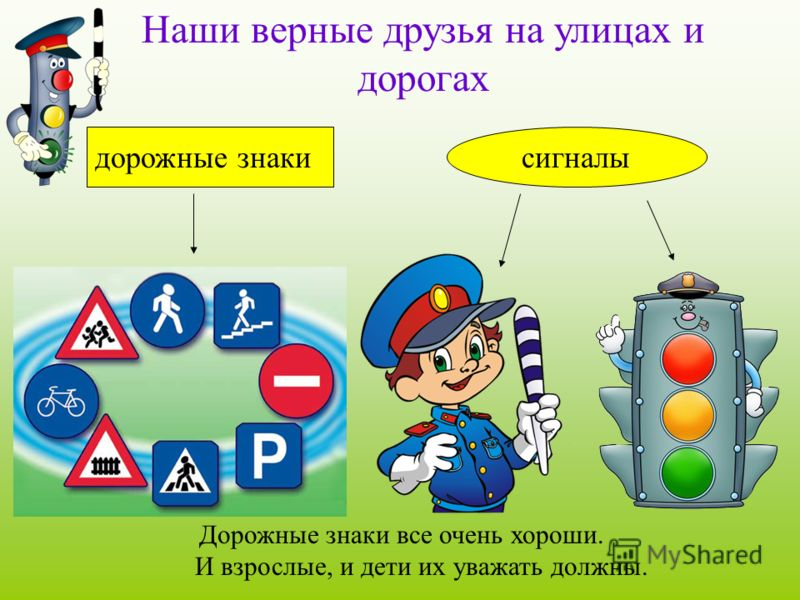 Наши верные друзья на улицах и
дорогах
дорожные знаки
сигналы
P
Дорожные знаки все очень хороши.
И взрослые, и дети их уважать должны.
MyShared